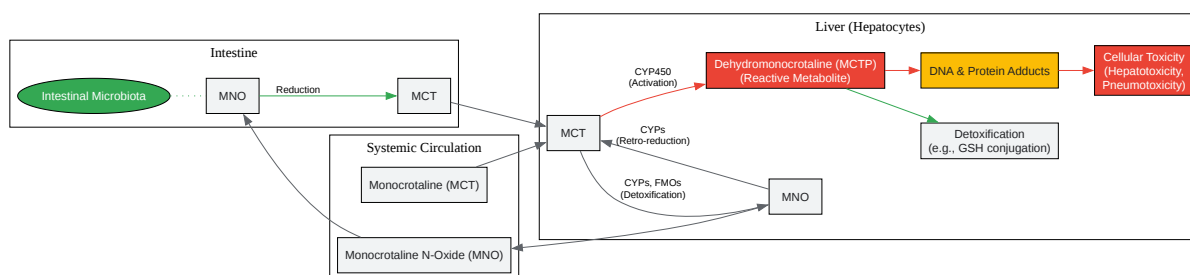 Liver (Hepatocytes)
Intestine
Intestinal Microbiota
MNO
Reduction
MCT
Systemic Circulation
Monocrotaline (MCT)
Monocrotaline N-Oxide (MNO)
MCT
CYP450
(Activation)
CYPs
(Retro-reduction)
CYPs, FMOs
(Detoxification)
MNO
Dehydromonocrotaline (MCTP)
(Reactive Metabolite)
DNA & Protein Adducts
Cellular Toxicity
(Hepatotoxicity,
Pneumotoxicity)
Detoxification
(e.g., GSH conjugation)